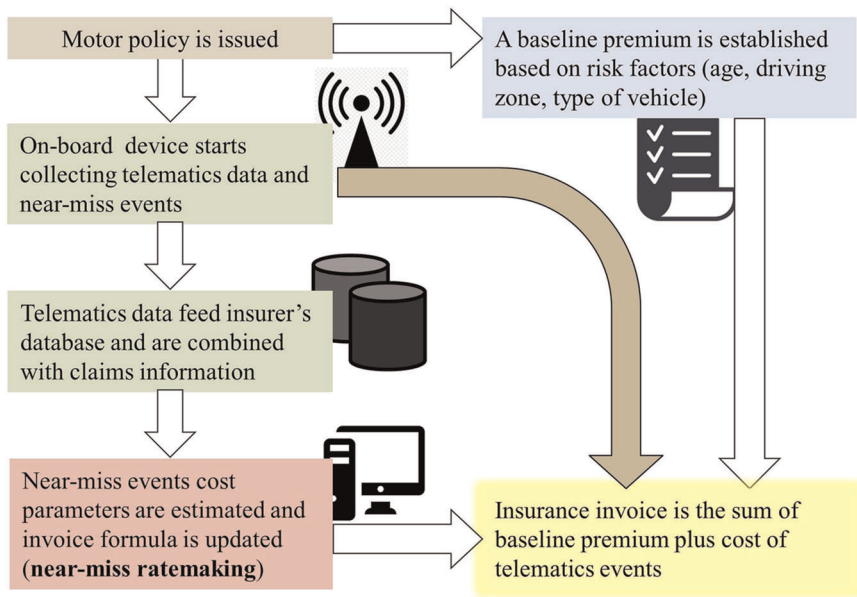 Motor policy is issued
A baseline premium is established
based on risk factors (age, driving
zone, type of vehicle)
On-board device starts
collecting telematics data and
near-miss events
Telematics data feed insurer’s
database and are combined
with claims information
Near-miss events cost
parameters are estimated and
invoice formula is updated
(near-miss ratemaking)
Insurance invoice is the sum of
baseline premium plus cost of
telematics events